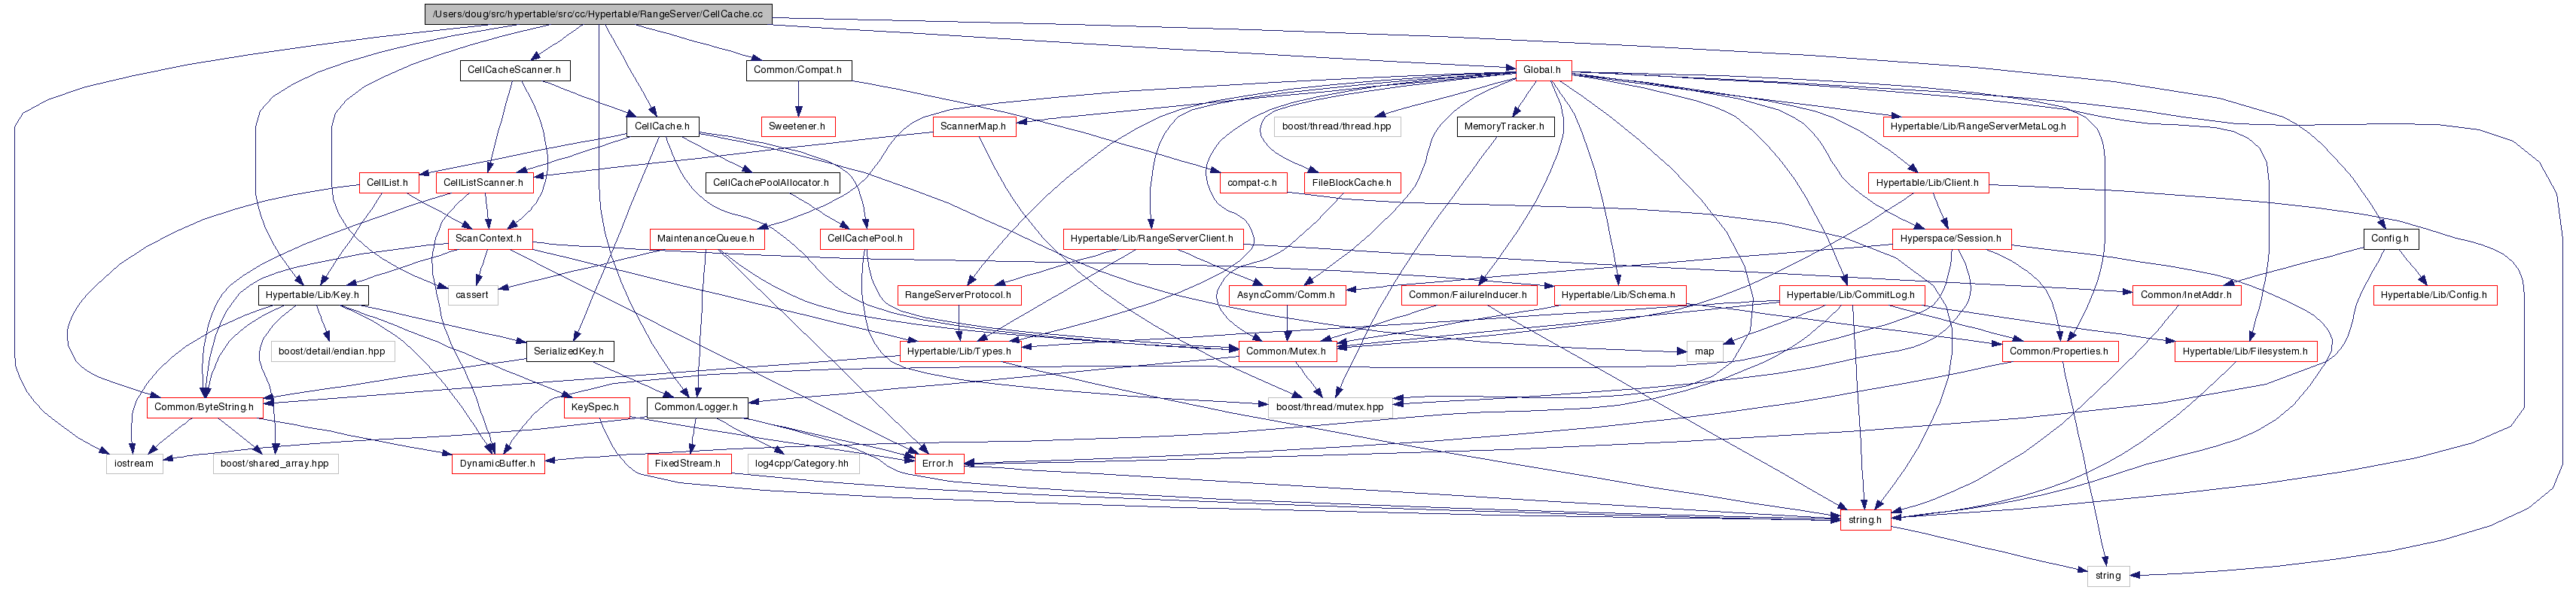 /Users/doug/src/hypertable/src/cc/Hypertable/RangeServer/CellCache.cc
CellCacheScanner.h
Common/Compat.h
Global.h
CellCache.h
Sweetener.h
ScannerMap.h
boost/thread/thread.hpp
MemoryTracker.h
Hypertable/Lib/RangeServerMetaLog.h
CellList.h
CellListScanner.h
CellCachePoolAllocator.h
compat-c.h
FileBlockCache.h
Hypertable/Lib/Client.h
ScanContext.h
MaintenanceQueue.h
CellCachePool.h
Hypertable/Lib/RangeServerClient.h
Hyperspace/Session.h
Config.h
Hypertable/Lib/Key.h
cassert
RangeServerProtocol.h
AsyncComm/Comm.h
Common/FailureInducer.h
Hypertable/Lib/Schema.h
Hypertable/Lib/CommitLog.h
Common/InetAddr.h
Hypertable/Lib/Config.h
boost/detail/endian.hpp
SerializedKey.h
Hypertable/Lib/Types.h
Common/Mutex.h
map
Common/Properties.h
Hypertable/Lib/Filesystem.h
Common/ByteString.h
KeySpec.h
Common/Logger.h
boost/thread/mutex.hpp
iostream
boost/shared_array.hpp
DynamicBuffer.h
FixedStream.h
log4cpp/Category.hh
Error.h
string.h
string